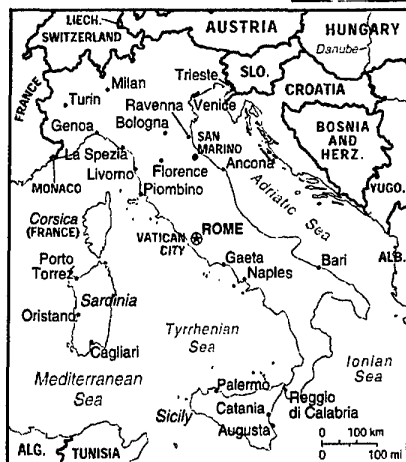 LIECH.
SWITZERLAND
AUSTRIA
HUNGARY
Danube
FRANCE
Milan
Turin
Trieste
SLO.
CROATIA
Ravenna
Venice
Bologna
Genoa
SAN
MARINO
BOSNIA
AND
HERZ.
La Spezia
Florence
Ancona
Livorno
Piombino
MONACO
Adriatic Sea
YUGO.
Corsica
(FRANCE)
VATICAN
CITY
ROME
ALB.
Porto
Torrez
Gaeta
Naples
Bari
Sardinia
Oristano
Tyrrhenian
Sea
Cagliari
Ionian
Sea
Mediterranean
Sea
Palermo
Reggio
di Calabria
Sicily
Catania
Augusta
0 100 km
0 100 mi
ALG.
TUNISIA